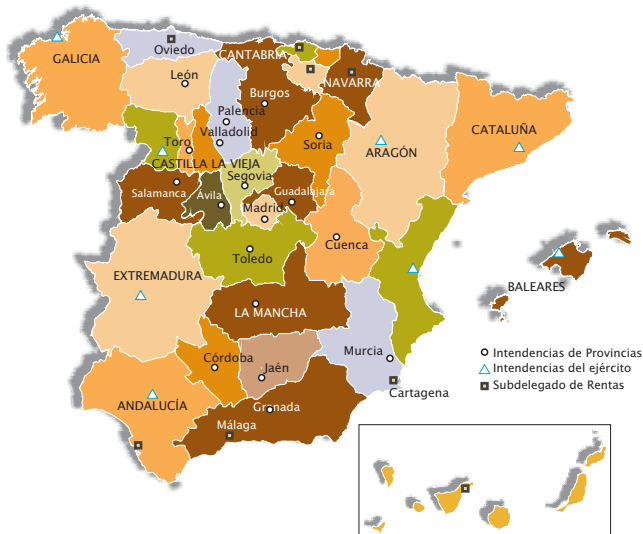 GALICIA
Oviedo
CANTABRIA
León
NAVARRA
Burgos
Palencia
CATALUÑA
Valladolid
Toro
Soria
ARAGÓN
CASTILLA LA VIEJA
Segovia
Salamanca
Ávila
Guadalajara
Madrid
Cuenca
Toledo
EXTREMADURA
BALEARES
LA MANCHA
Córdoba
Murcia
Jaén
Intendencias de Provincias
Intendencias del ejército
Subdelegado de Rentas
Cartagena
ANDALUCÍA
Granada
Málaga